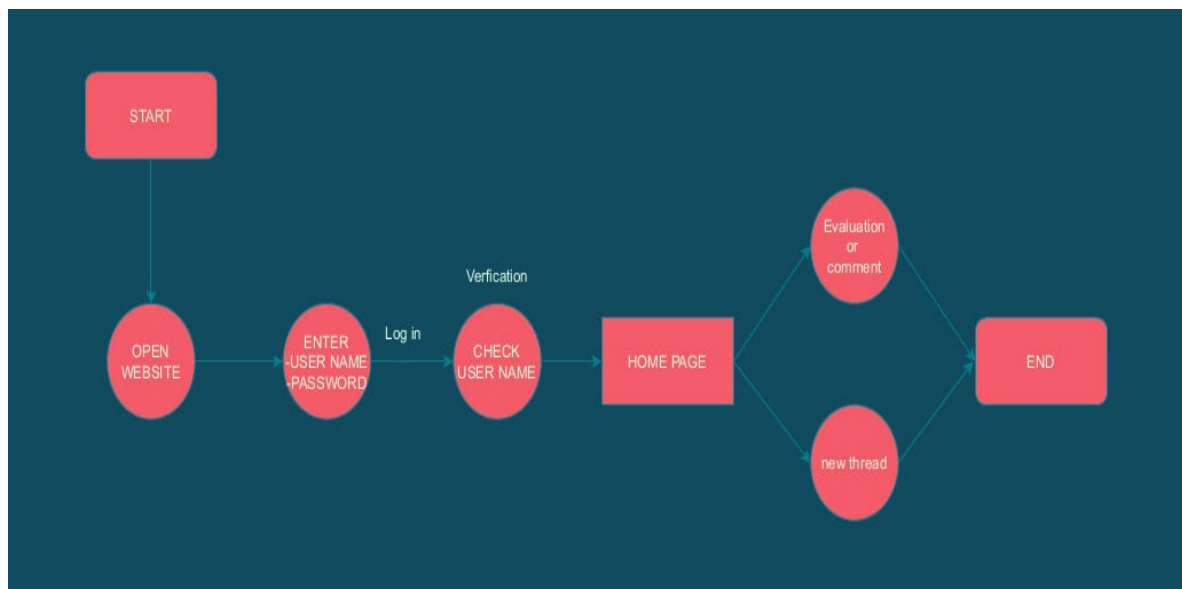 START
OPEN
WEBSITE
ENTER
-USER NAME
-PASSWORD
Log in
Verfication
CHECK
USER NAME
HOME PAGE
Evaluation
or
comment
new thread
END